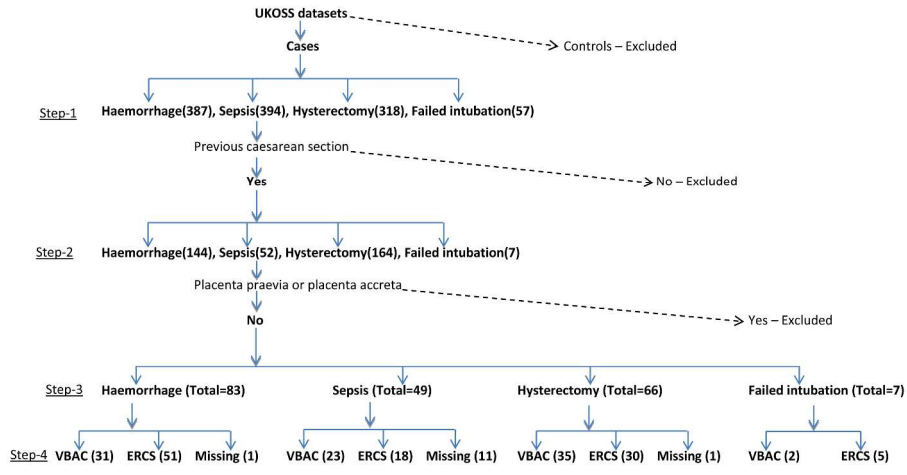 UKOSS datasets
Controls – Excluded
Cases
Step-1 Haemorrhage(387), Sepsis(394), Hysterectomy(318), Failed intubation(57)
Previous caesarean section
No – Excluded
Yes
Step-2 Haemorrhage(144), Sepsis(52), Hysterectomy(164), Failed intubation(7)
Placenta praevia or placenta accreta
No
Yes – Excluded
Step-3 Haemorrhage (Total=83) Sepsis (Total=49) Hysterectomy (Total=66) Failed intubation (Total=7)
Step-4 VBAC (31) ERCS (51) Missing (1) VBAC (23) ERCS (18) Missing (11) VBAC (35) ERCS (30) Missing (1) VBAC (2) ERCS (5)